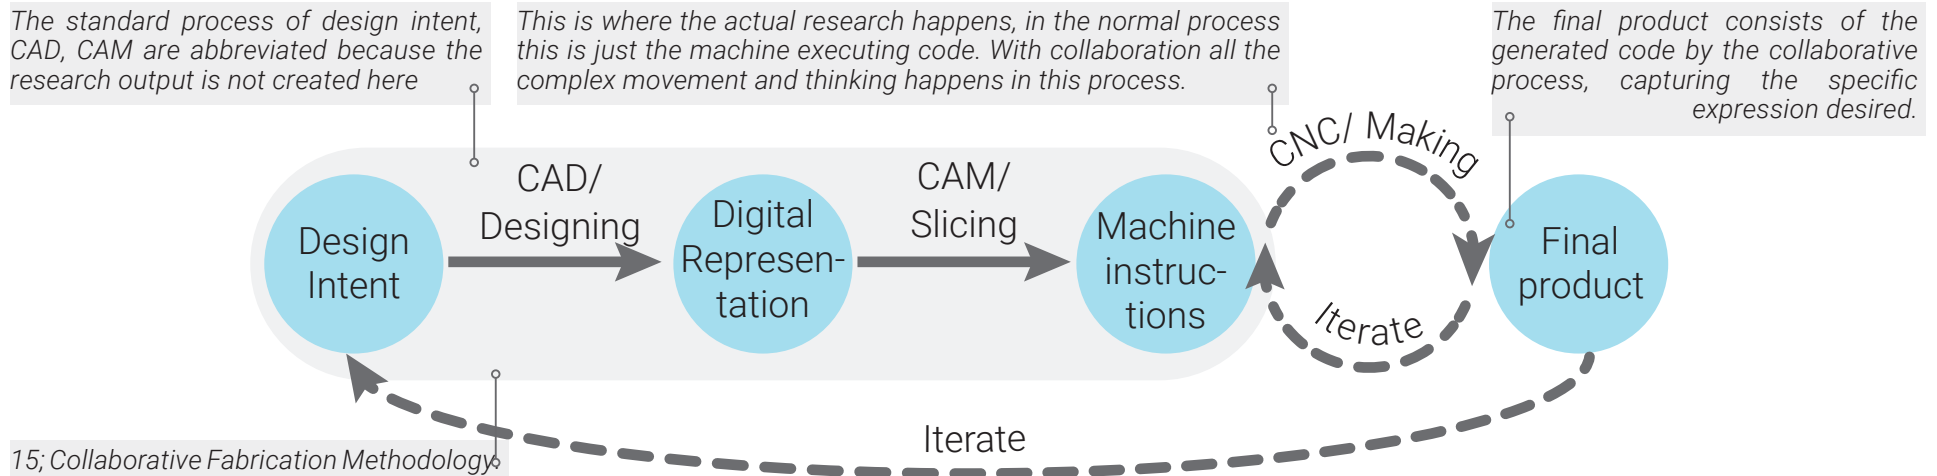 The standard process of design intent,
CAD, CAM are abbreviated because the
research output is not created here
This is where the actual research happens, in the normal process
this is just the machine executing code. With collaboration all the
complex movement and thinking happens in this process.
The final product consists of the
generated code by the collaborative
process, capturing the specific
expression desired.
Design
Intent
CAD/
Designing
Digital
Represen-
tation
CAM/
Slicing
Machine
instruc-
tions
CNC/ Making
Iterate
Final
product
Iterate
15; Collaborative Fabrication Methodology